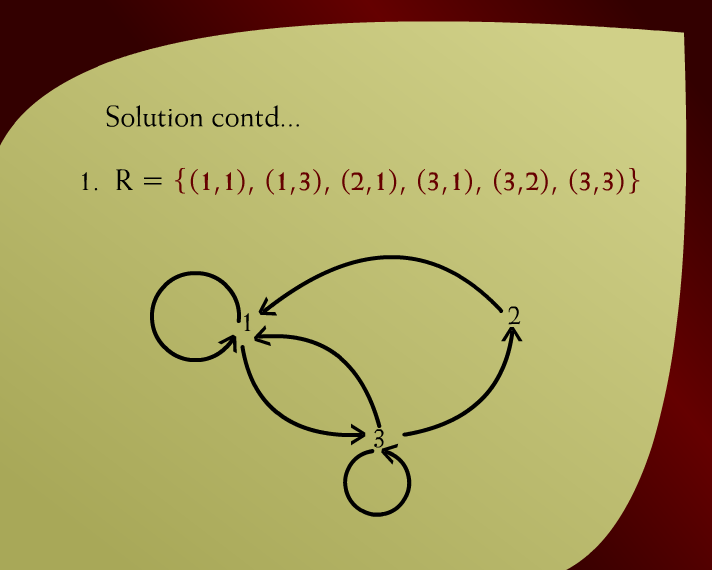 Solution contd...
1. R = {(1,1), (1,3), (2,1), (3,1), (3,2), (3,3)}
1
2
3